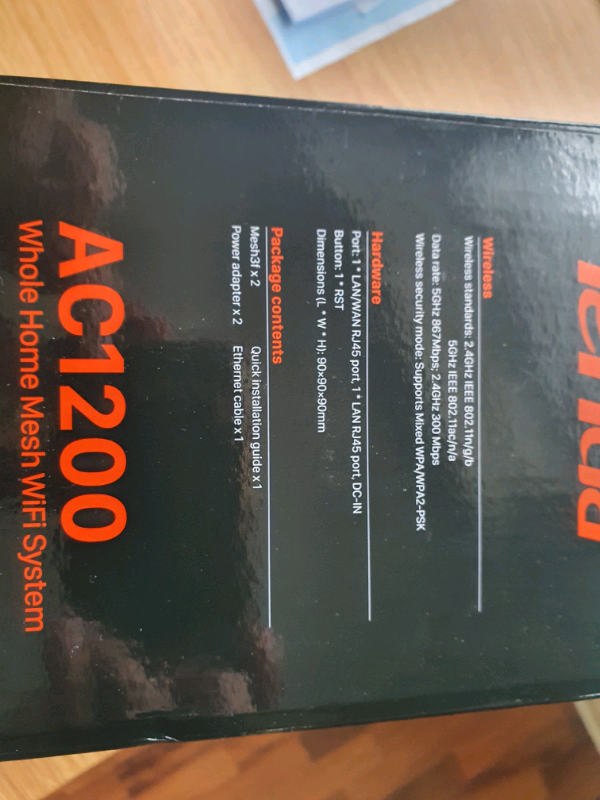 Tenda
Wireless
Wireless standards: 2.4GHz IEEE 802.11n/g/b
5GHz IEEE 802.11ac/n/a
Data rate: 5GHz 867Mbps; 2.4GHz 300 Mbps
Wireless security mode: Supports Mixed WPA/WPA2-PSK
Hardware
Port: 1 * LAN/WAN RJ45 port, 1 * LAN RJ45 port, DC-IN
Button: 1 * RST
Dimensions (L * W * H): 90×90×90mm
Package contents
Mesh3f x 2 Quick installation guide x 1
Power adapter x 2 Ethernet cable x 1
AC1200
Whole Home Mesh WiFi System